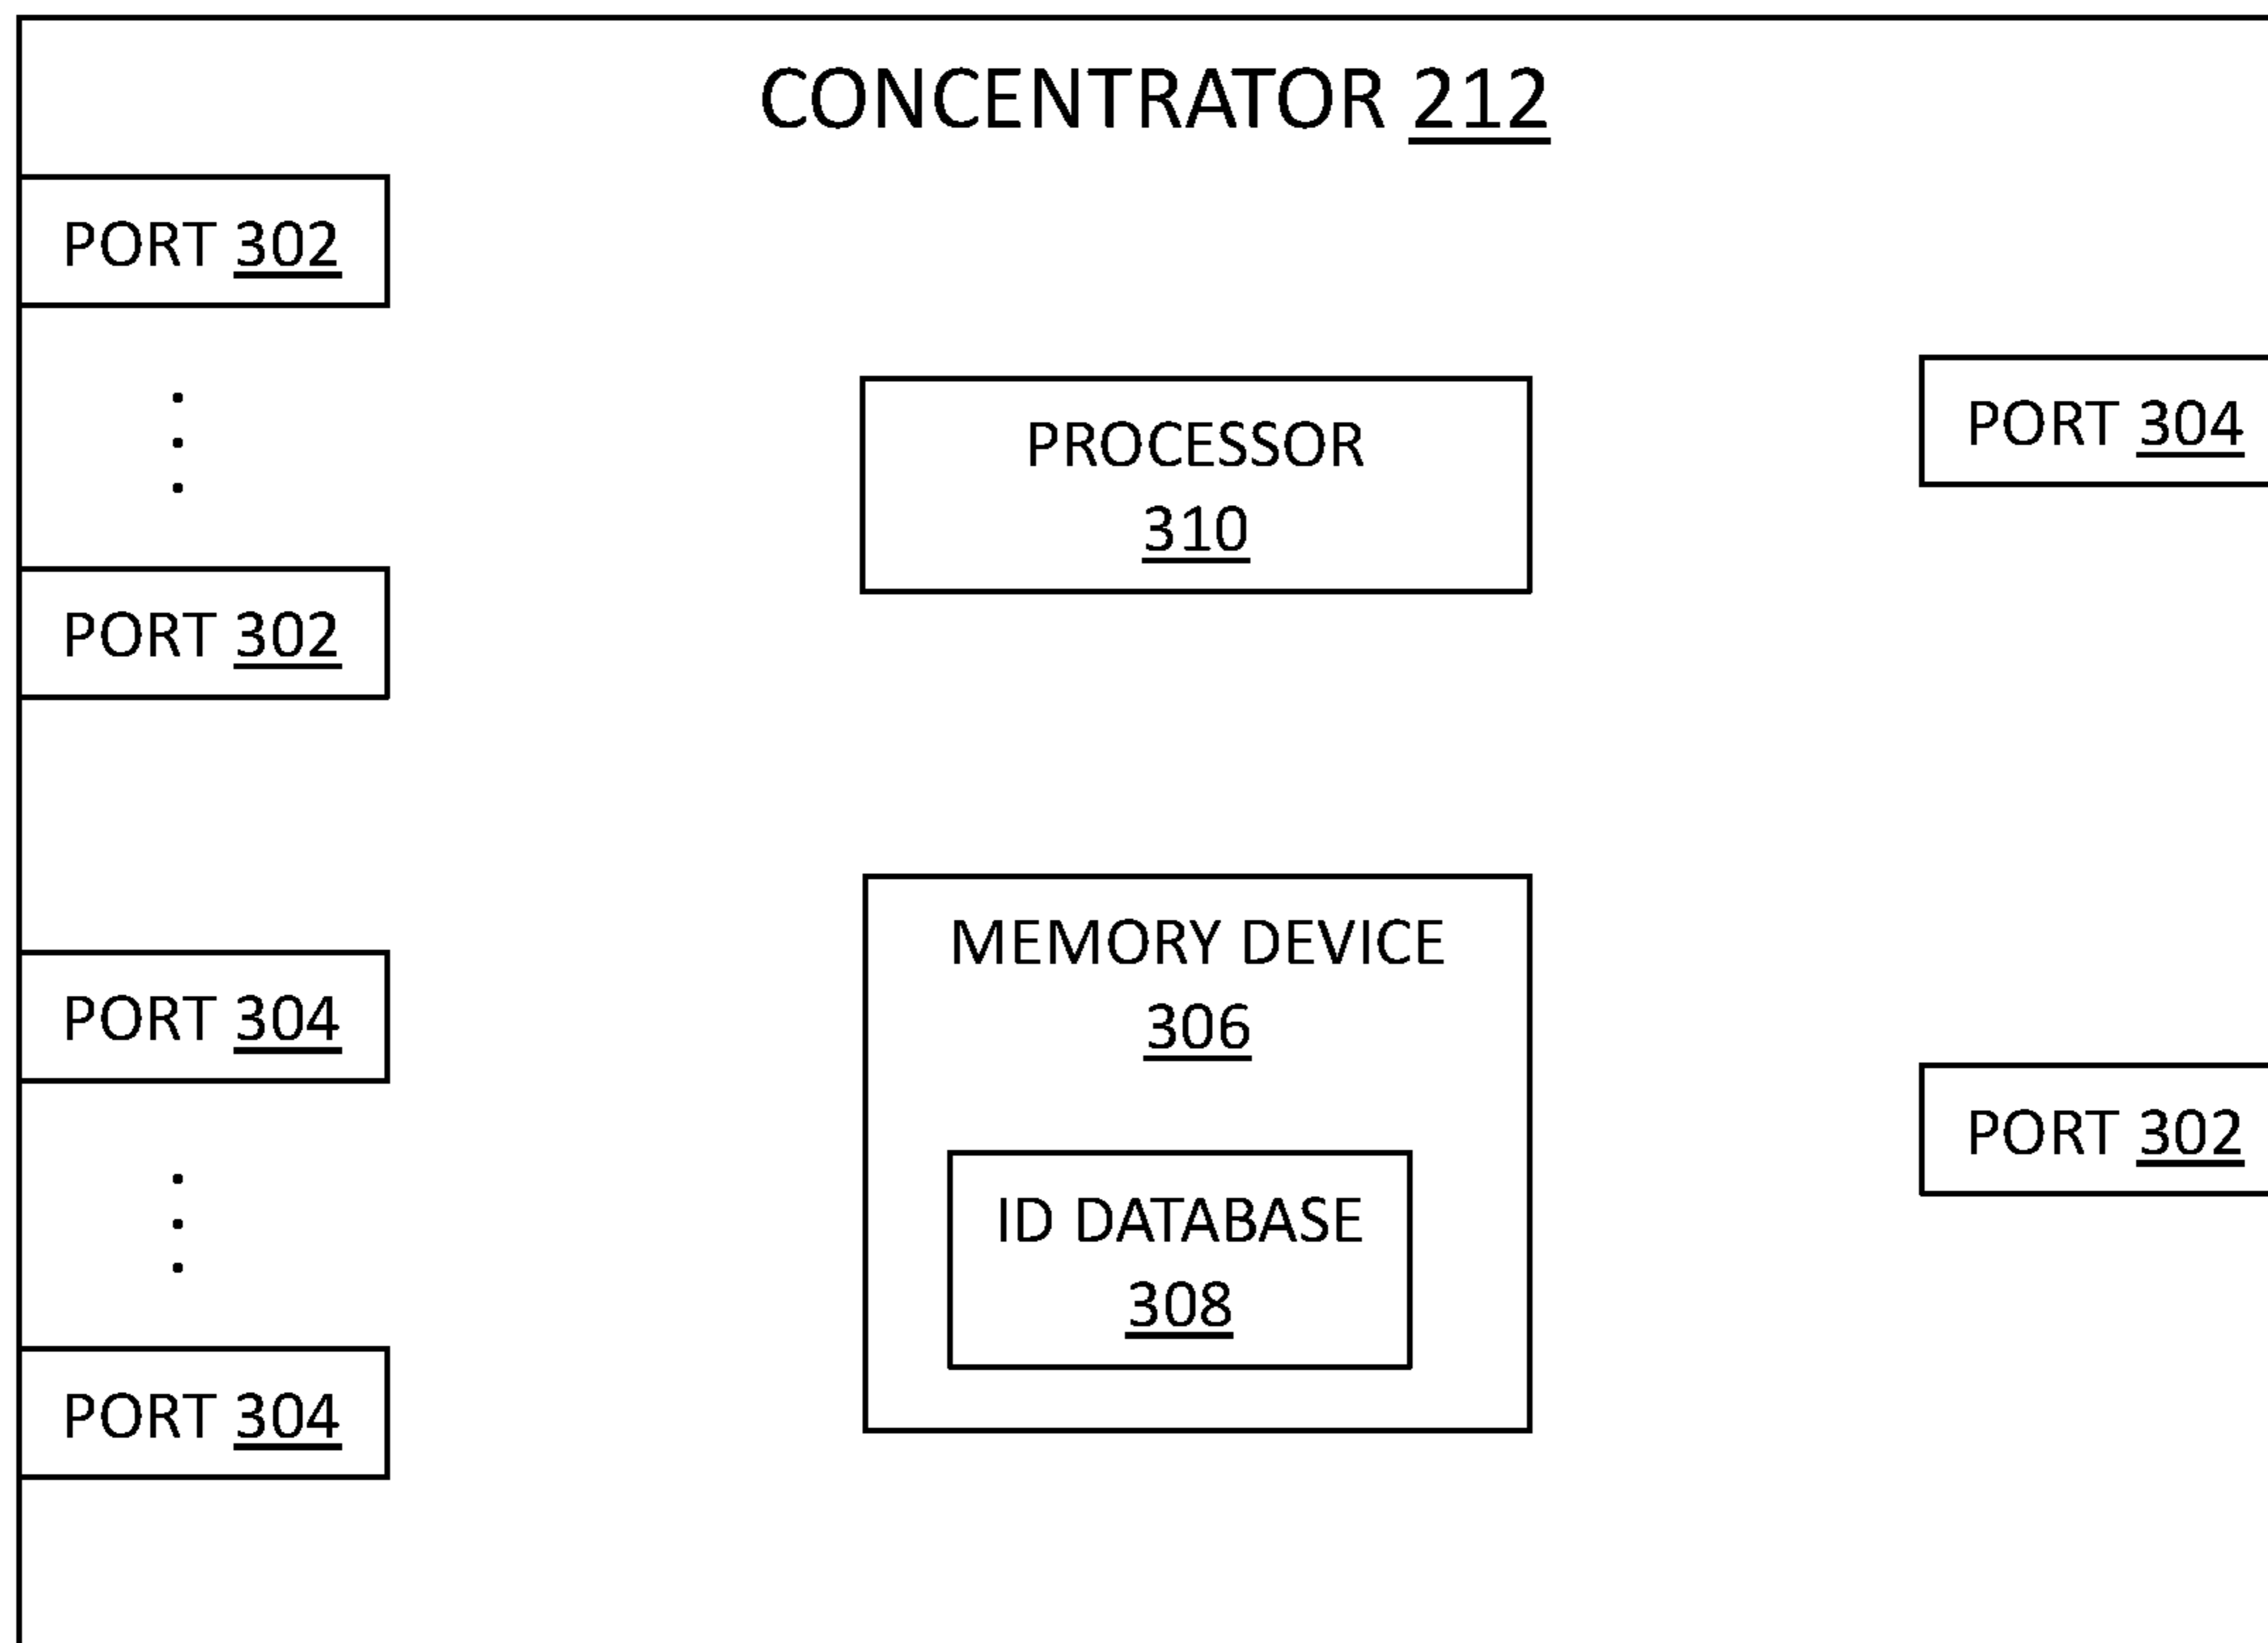 CONCENTRATOR 212
PORT 302
PORT 302
PORT 304
PORT 304
PROCESSOR
310
MEMORY DEVICE
306
ID DATABASE
308
PORT 304
PORT 302